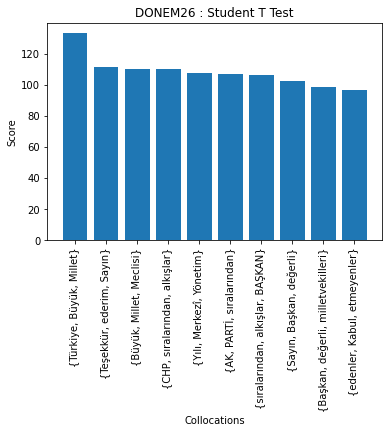 DONEM26 : Student T Test
Score
120
100
80
60
40
20
0
{Türkiye, Büyük, Millet}
{Teşekkür, ederim, Sayın}
{Büyük, Millet, Meclisi}
{CHP, sıralarından, alkışlar}
{Yılı, Merkezî, Yönetim}
{AK, PARTİ, sıralarından}
{sıralarından, alkışlar, BAŞKAN}
{Sayın, Başkan, değerli}
{Başkan, değerli, milletvekilleri}
{edenler, Kabul, etmeyenler}
Collocations